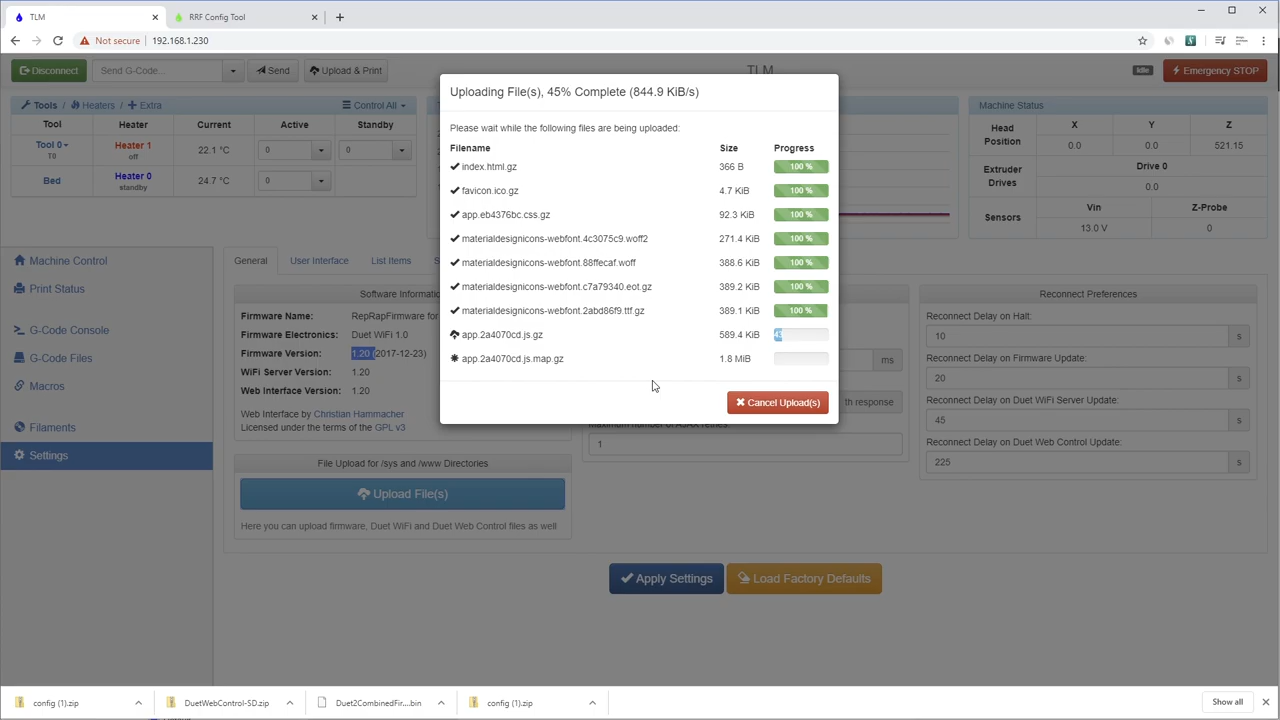 TLM
RRF Config Tool
Not secure
192.168.1.230
Disconnect
Send G-Code...
Send
Upload & Print
TLM
Idle
Emergency STOP
Uploading File(s), 45% Complete (844.9 KiB/s)
Please wait while the following files are being uploaded:
Filename Size Progress
index.html.gz 366 B 100 %
favicon.ico.gz 4.7 KiB 100 %
app.eb4376bc.css.gz 92.3 KiB 100 %
materialdesignicons-webfont.4c3075c9.woff2 271.4 KiB 100 %
materialdesignicons-webfont.88ffecaf.woff 388.6 KiB 100 %
materialdesignicons-webfont.c7a79340.eot.gz 389.2 KiB 100 %
materialdesignicons-webfont.2abd86f9.ttf.gz 389.1 KiB 100 %
app.2a4070cd.js.gz 589.4 KiB
app.2a4070cd.js.map.gz 1.8 MiB
Cancel Upload(s)
Tools / Heaters / Extra
Control All
Tool Heater Current Active Standby
Tool 0 Heater 1 22.1 °C 0 0
T0 off
Bed Heater 0 24.7 °C 0
standby
Machine Status
Head Position X Y Z
0.0 0.0 521.15
Extruder Drives Drive 0
0.0
Sensors Vin Z-Probe
13.0 V 0
Machine Control
Print Status
G-Code Console
G-Code Files
Macros
Filaments
Settings
General User Interface List Items
Software
Firmware Name: RepRapFirmware for
Firmware Electronics: Duet WiFi 1.0
Firmware Version: 1.20 (2017-12-23)
WiFi Server Version: 1.20
Web Interface Version: 1.20
Web Interface by Christian Hammacher
Licensed under the terms of the GPL v3
ms
th response
Maximum number of AJAX retries:
1
File Upload for /sys and /www Directories
Upload File(s)
Here you can upload firmware, Duet WiFi and Duet Web Control files as well
Reconnect Preferences
Reconnect Delay on Halt:
10 s
Reconnect Delay on Firmware Update:
20 s
Reconnect Delay on Duet WiFi Server Update:
45 s
Reconnect Delay on Duet Web Control Update:
225 s
Apply Settings
Load Factory Defaults
config (1).zip
DuetWebControl-SD.zip
Duet2CombinedFir....bin
config (1).zip
Show all